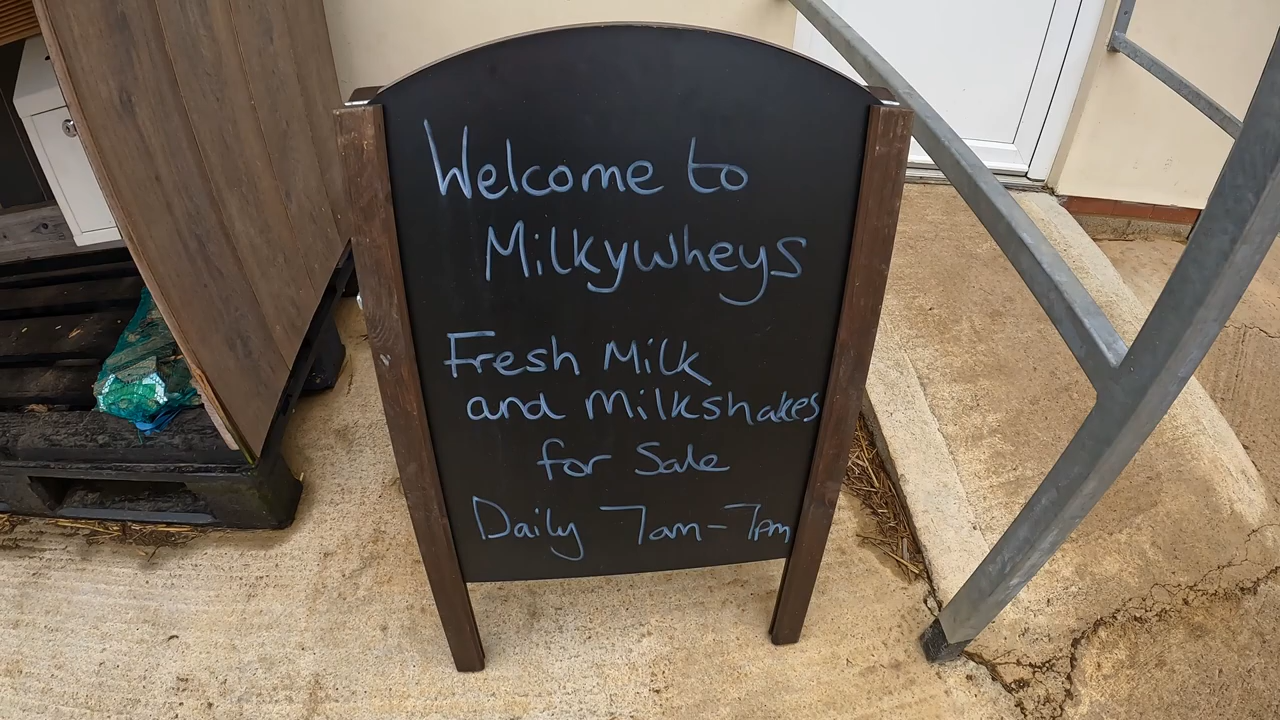 Welcome to
Milkywheys
Fresh Milk
and Milkshakes
for Sale
Daily 7am-7pm